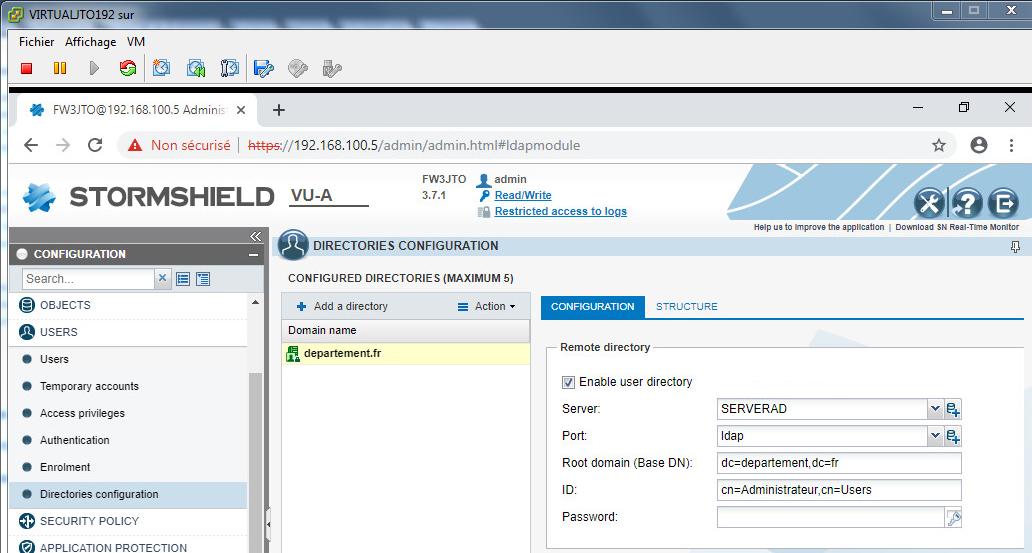 VIRTUALJTO192 sur
Fichier Affichage VM
FW3JTO@192.168.100.5 Adminis
Non sécurisé https://192.168.100.5/admin/admin.html#ldapmodule
STORMSHIELD VU-A
FW3JTO admin
3.7.1 Read/Write
Restricted access to logs
Help us to improve the application | Download SN Real-Time Monitor
CONFIGURATION
Search...
OBJECTS
USERS
Users
Temporary accounts
Access privileges
Authentication
Enrolment
Directories configuration
SECURITY POLICY
APPLICATION PROTECTION
DIRECTORIES CONFIGURATION
CONFIGURED DIRECTORIES (MAXIMUM 5)
Add a directory Action
Domain name
departement.fr
CONFIGURATION STRUCTURE
Remote directory
Enable user directory
Server: SERVERAD
Port: ldap
Root domain (Base DN): dc=departement,dc=fr
ID: cn=Administrateur,cn=Users
Password: